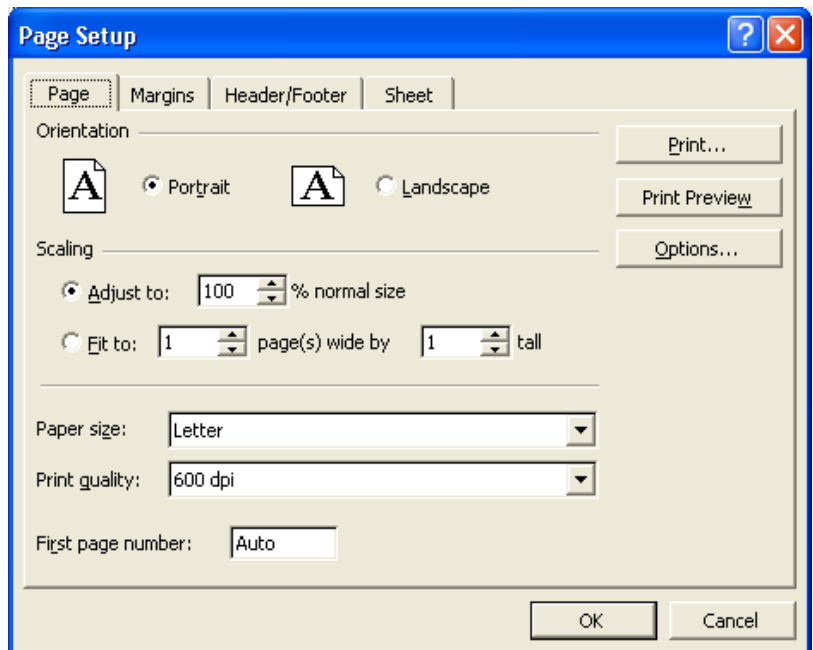 Page Setup
Page Margins Header/Footer Sheet
Orientation
A Portrait A Landscape
Print...
Print Preview
Options...
Scaling
Adjust to: 100 % normal size
Fit to: 1 page(s) wide by 1 tall
Paper size: Letter
Print quality: 600 dpi
First page number: Auto
OK Cancel